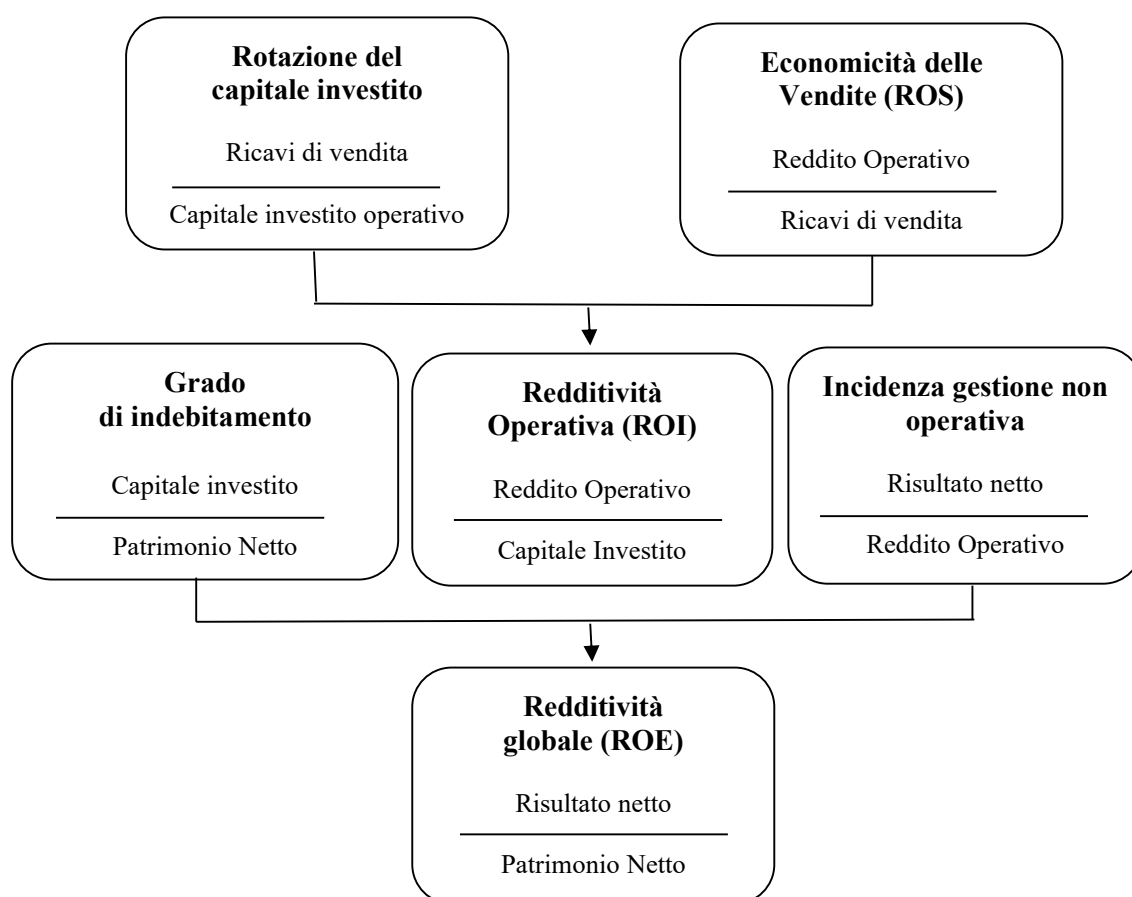 Rotazione del
capitale investito
Ricavi di vendita
Capitale investito operativo
Economicità delle
Vendite (ROS)
Reddito Operativo
Ricavi di vendita
Grado
di indebitamento
Capitale investito
Patrimonio Netto
Redditività
Operativa (ROI)
Reddito Operativo
Capitale Investito
Incidenza gestione non
operativa
Risultato netto
Reddito Operativo
Redditività
globale (ROE)
Risultato netto
Patrimonio Netto